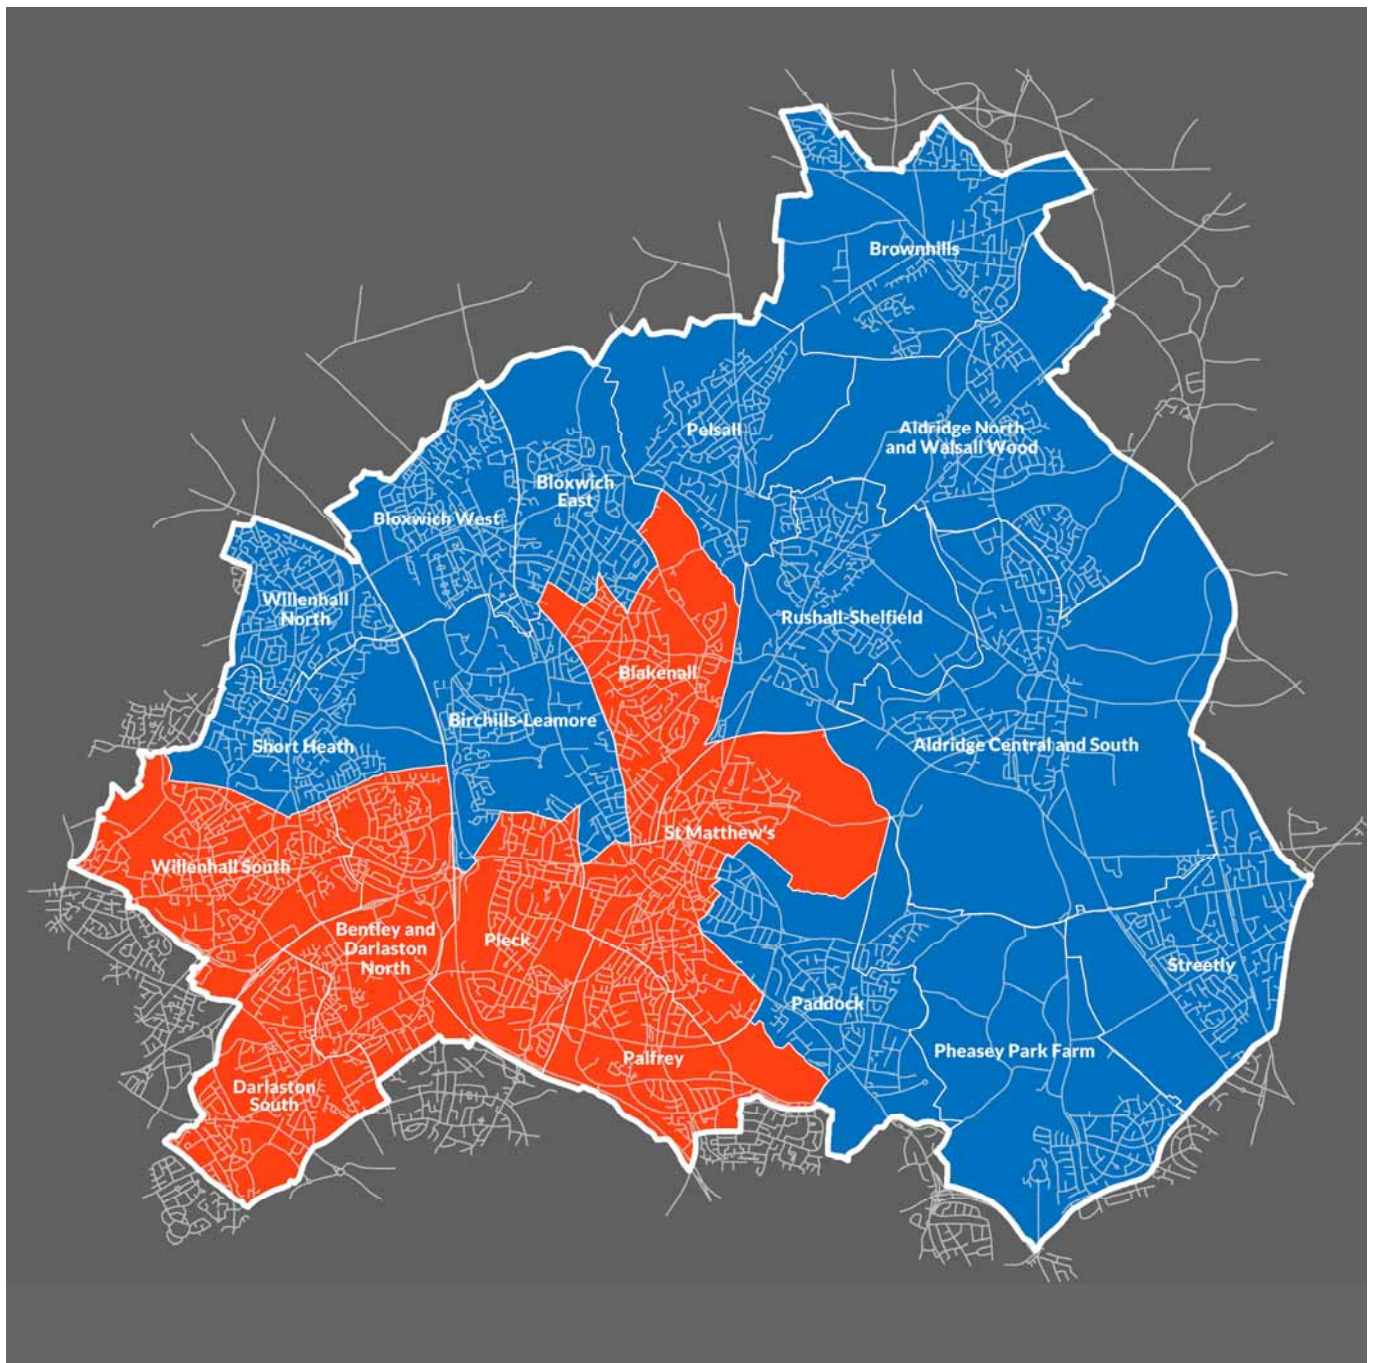 Brownhills
Pelsall
Aldridge North
and Walsall Wood
Bloxwich
East
Bloxwich West
Willenhall
North
Rushall-Shelfield
Blakenall
Birchills-Leamore
Short Heath
Aldridge Central and South
St Matthew's
Willenhall South
Bentley and
Darlaston
North
Pleck
Streetly
Paddock
Pheasey Park Farm
Palfrey
Darlaston
South